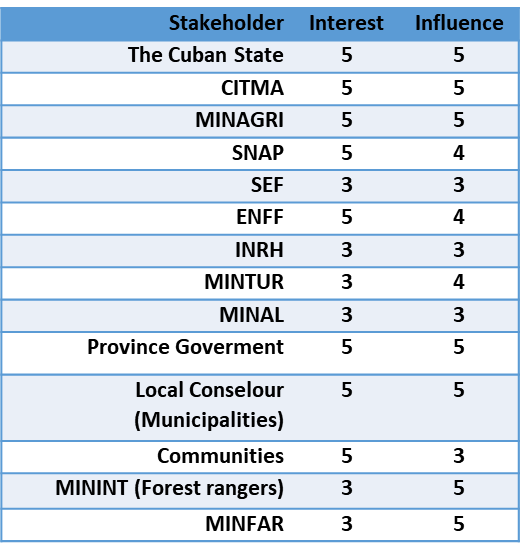 Stakeholder Interest Influence
The Cuban State 5 5
CITMA 5 5
MINAGRI 5 5
SNAP 5 4
SEF 3 3
ENFF 5 4
INRH 3 3
MINTUR 3 4
MINAL 3 3
Province Goverment 5 5
Local Conselour 5 5
(Municipalities)
Communities 5 3
MININT (Forest rangers) 3 5
MINFAR 3 5